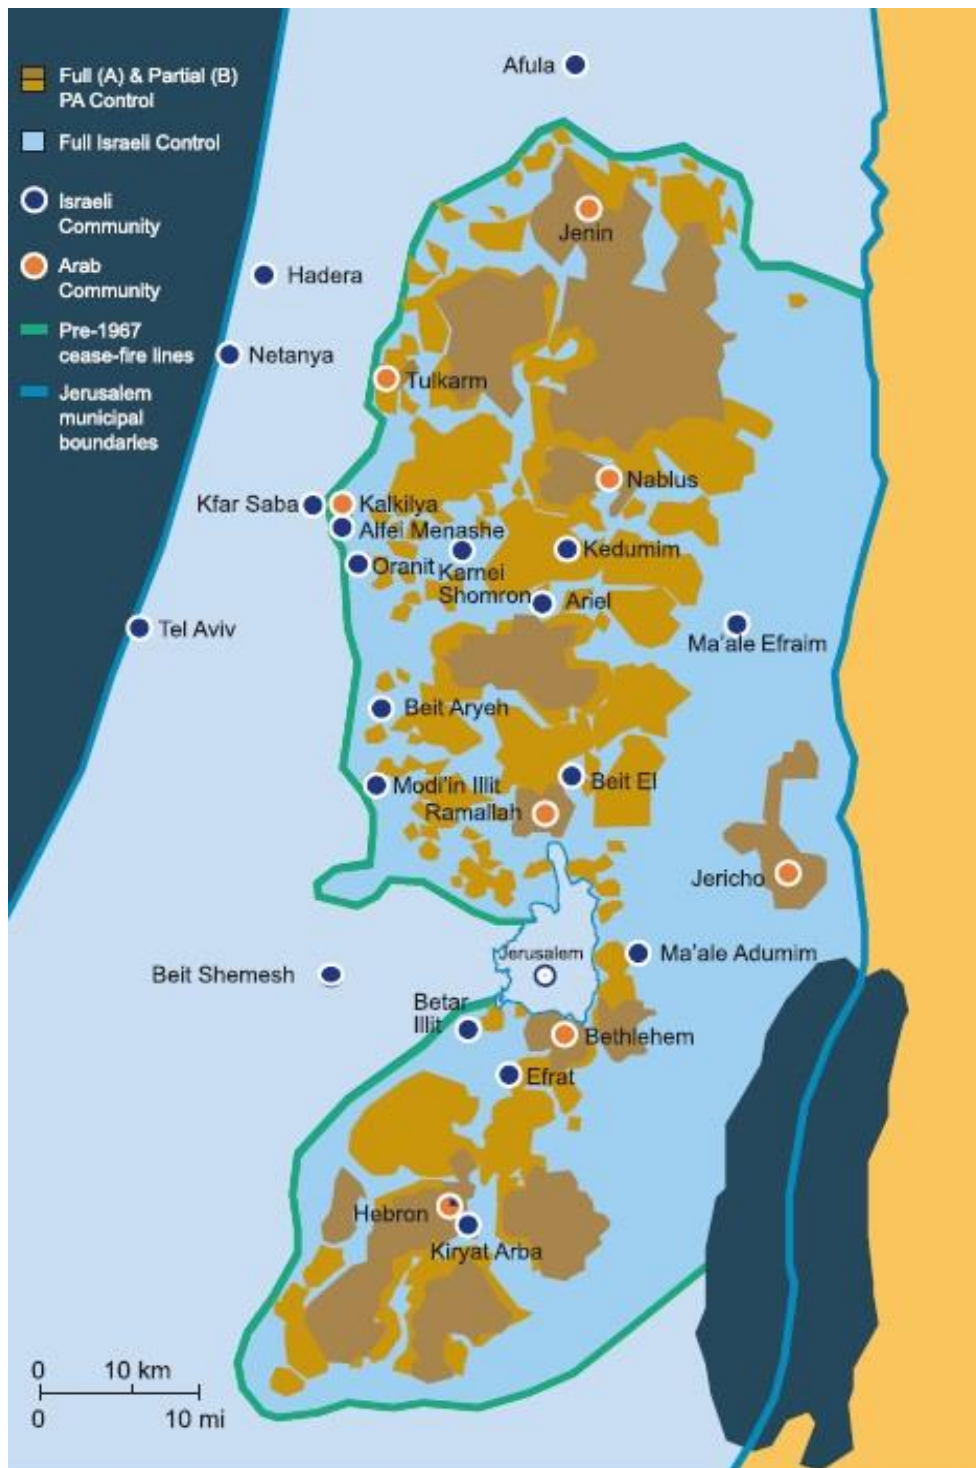 Full (A) & Partial (B)
PA Control
Full Israeli Control
Israeli
Community
Arab
Community
Pre-1967
cease-fire lines
Jerusalem
municipal
boundaries
Afula
Jenin
Hadera
Netanya
Tulkarm
Nablus
Kfar Saba
Kalkilya
Alfei Menashe
Oranit
Karnei
Shomron
Kedumim
Ariel
Tel Aviv
Ma'ale Efraim
Beit Aryeh
Modi'in Illit
Beit El
Ramallah
Jericho
Jerusalem
Ma'ale Adumim
Beit Shemesh
Betar
Illit
Bethlehem
Efrat
Hebron
Kiryat Arba
0 10 km
0 10 mi